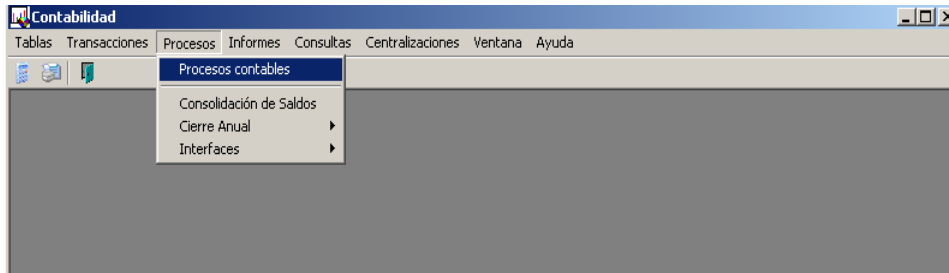 Contabilidad
Tablas Transacciones Procesos Informes Consultas Centralizaciones Ventana Ayuda
Procesos contables
Consolidación de Saldos
Cierre Anual
Interfaces